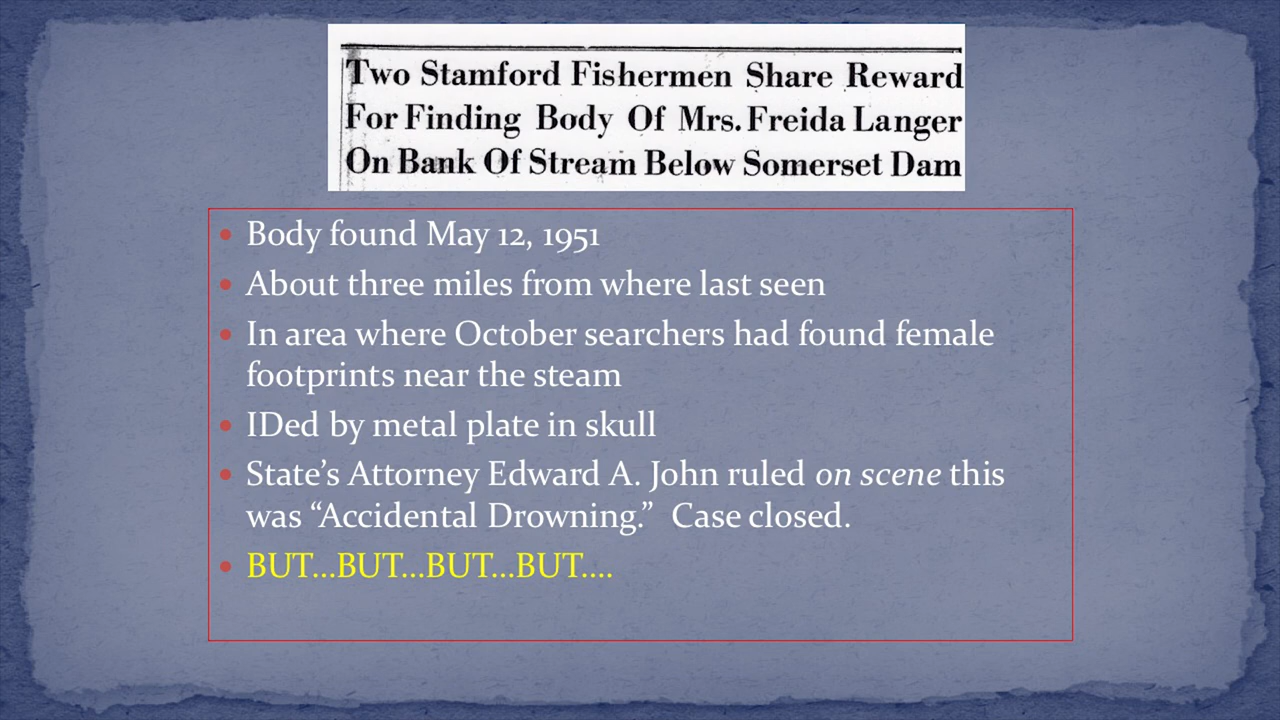 Two Stamford Fishermen Share Reward
For Finding Body Of Mrs. Freida Langer
On Bank Of Stream Below Somerset Dam
• Body found May 12, 1951
• About three miles from where last seen
• In area where October searchers had found female
footprints near the steam
• IDed by metal plate in skull
• State’s Attorney Edward A. John ruled on scene this
was “Accidental Drowning.”  Case closed.
• BUT…BUT…BUT…BUT….